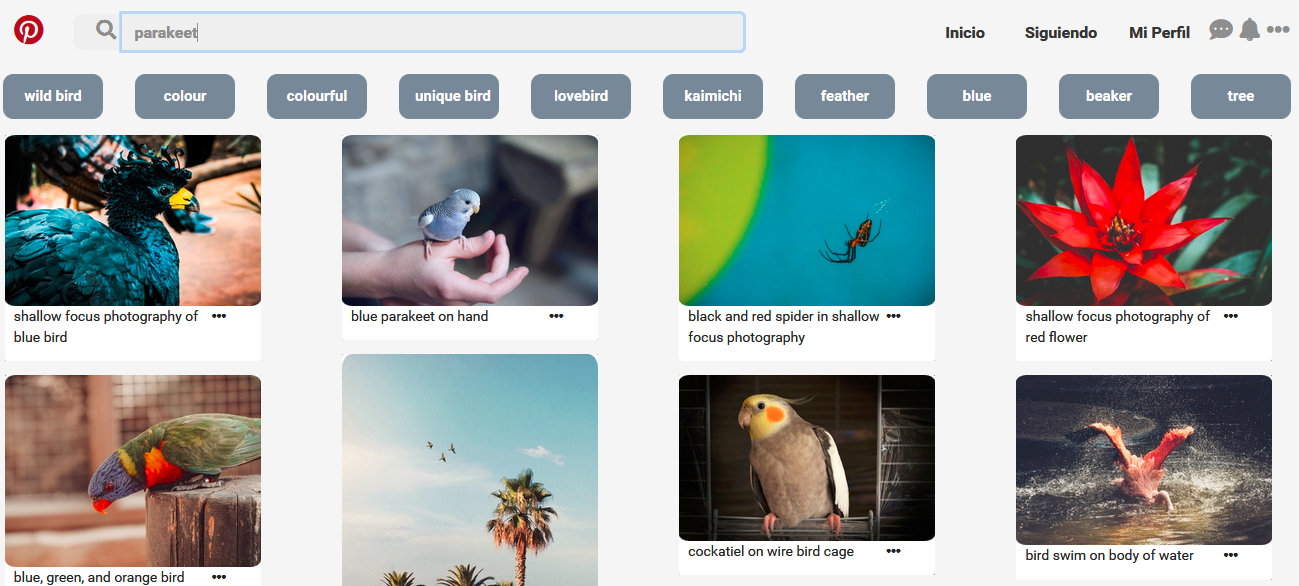 parakeet
Inicio
Siguiendo
Mi Perfil
wild bird
colour
colourful
unique bird
lovebird
kaimichi
feather
blue
beaker
tree
shallow focus photography of
blue bird
blue parakeet on hand
black and red spider in shallow
focus photography
shallow focus photography of
red flower
blue, green, and orange bird
cockatiel on wire bird cage
bird swim on body of water